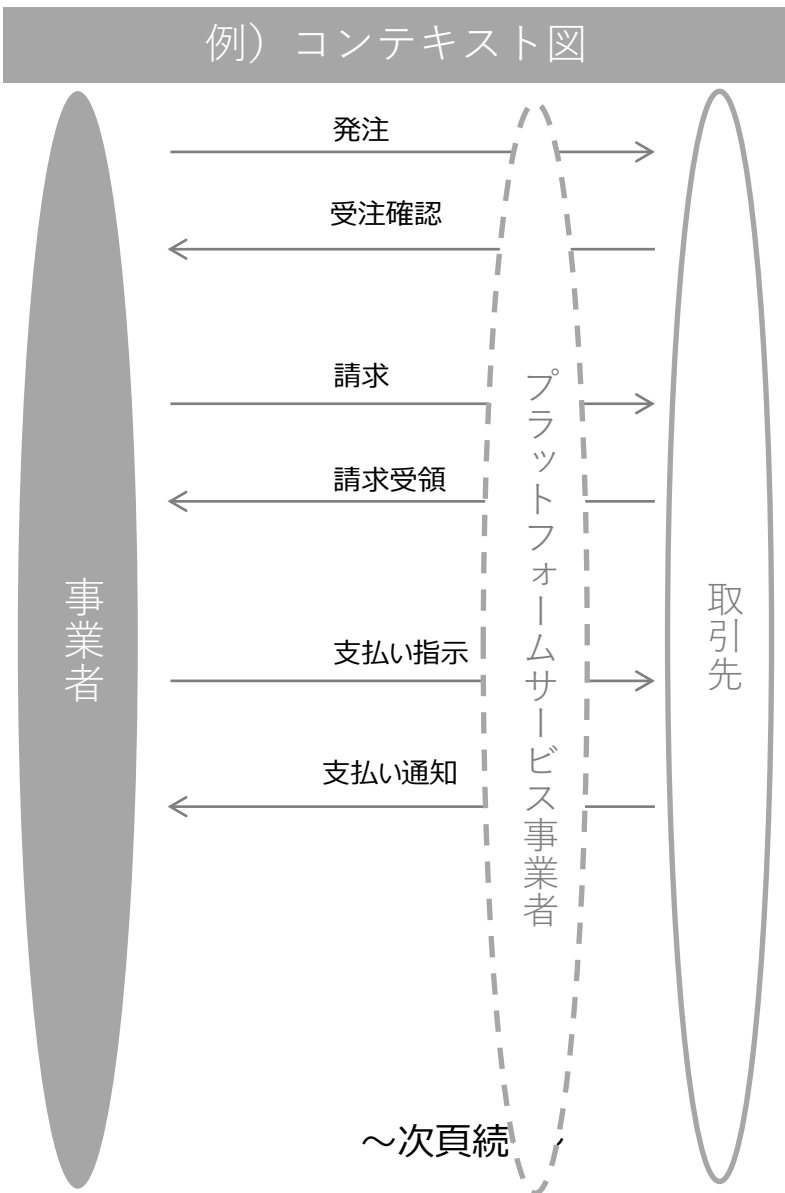 例）コンテキスト図
発注
受注確認
請求
請求受領
支払い指示
支払い通知
事業者
プラットフォームサービス事業者
取引先
～次頁続